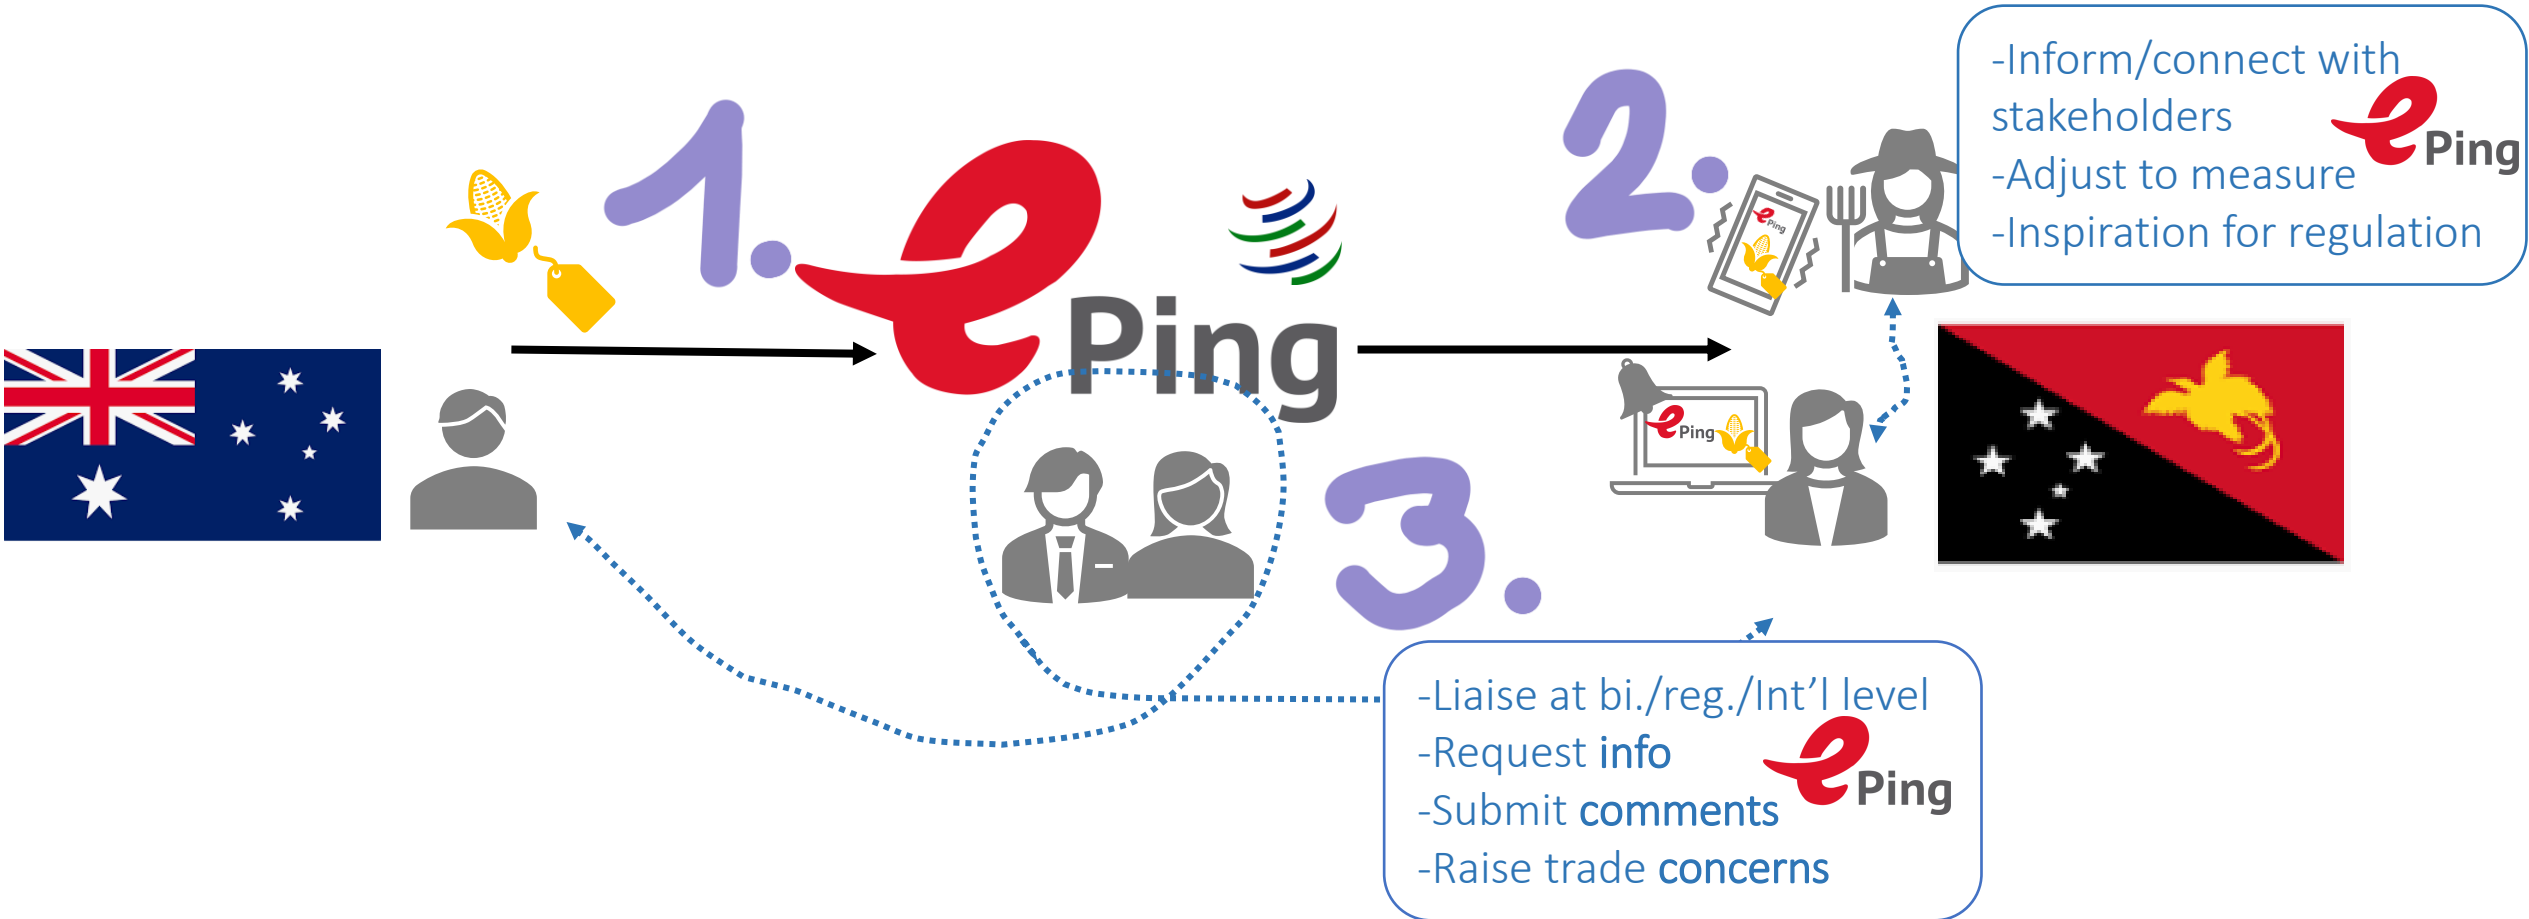 1.
ePing
2.
ePing
-Inform/connect with
stakeholders
-Adjust to measure
-Inspiration for regulation
ePing
ePing
3.
-Liaise at bi./reg./Int’l level
-Request info
-Submit comments
-Raise trade concerns
ePing